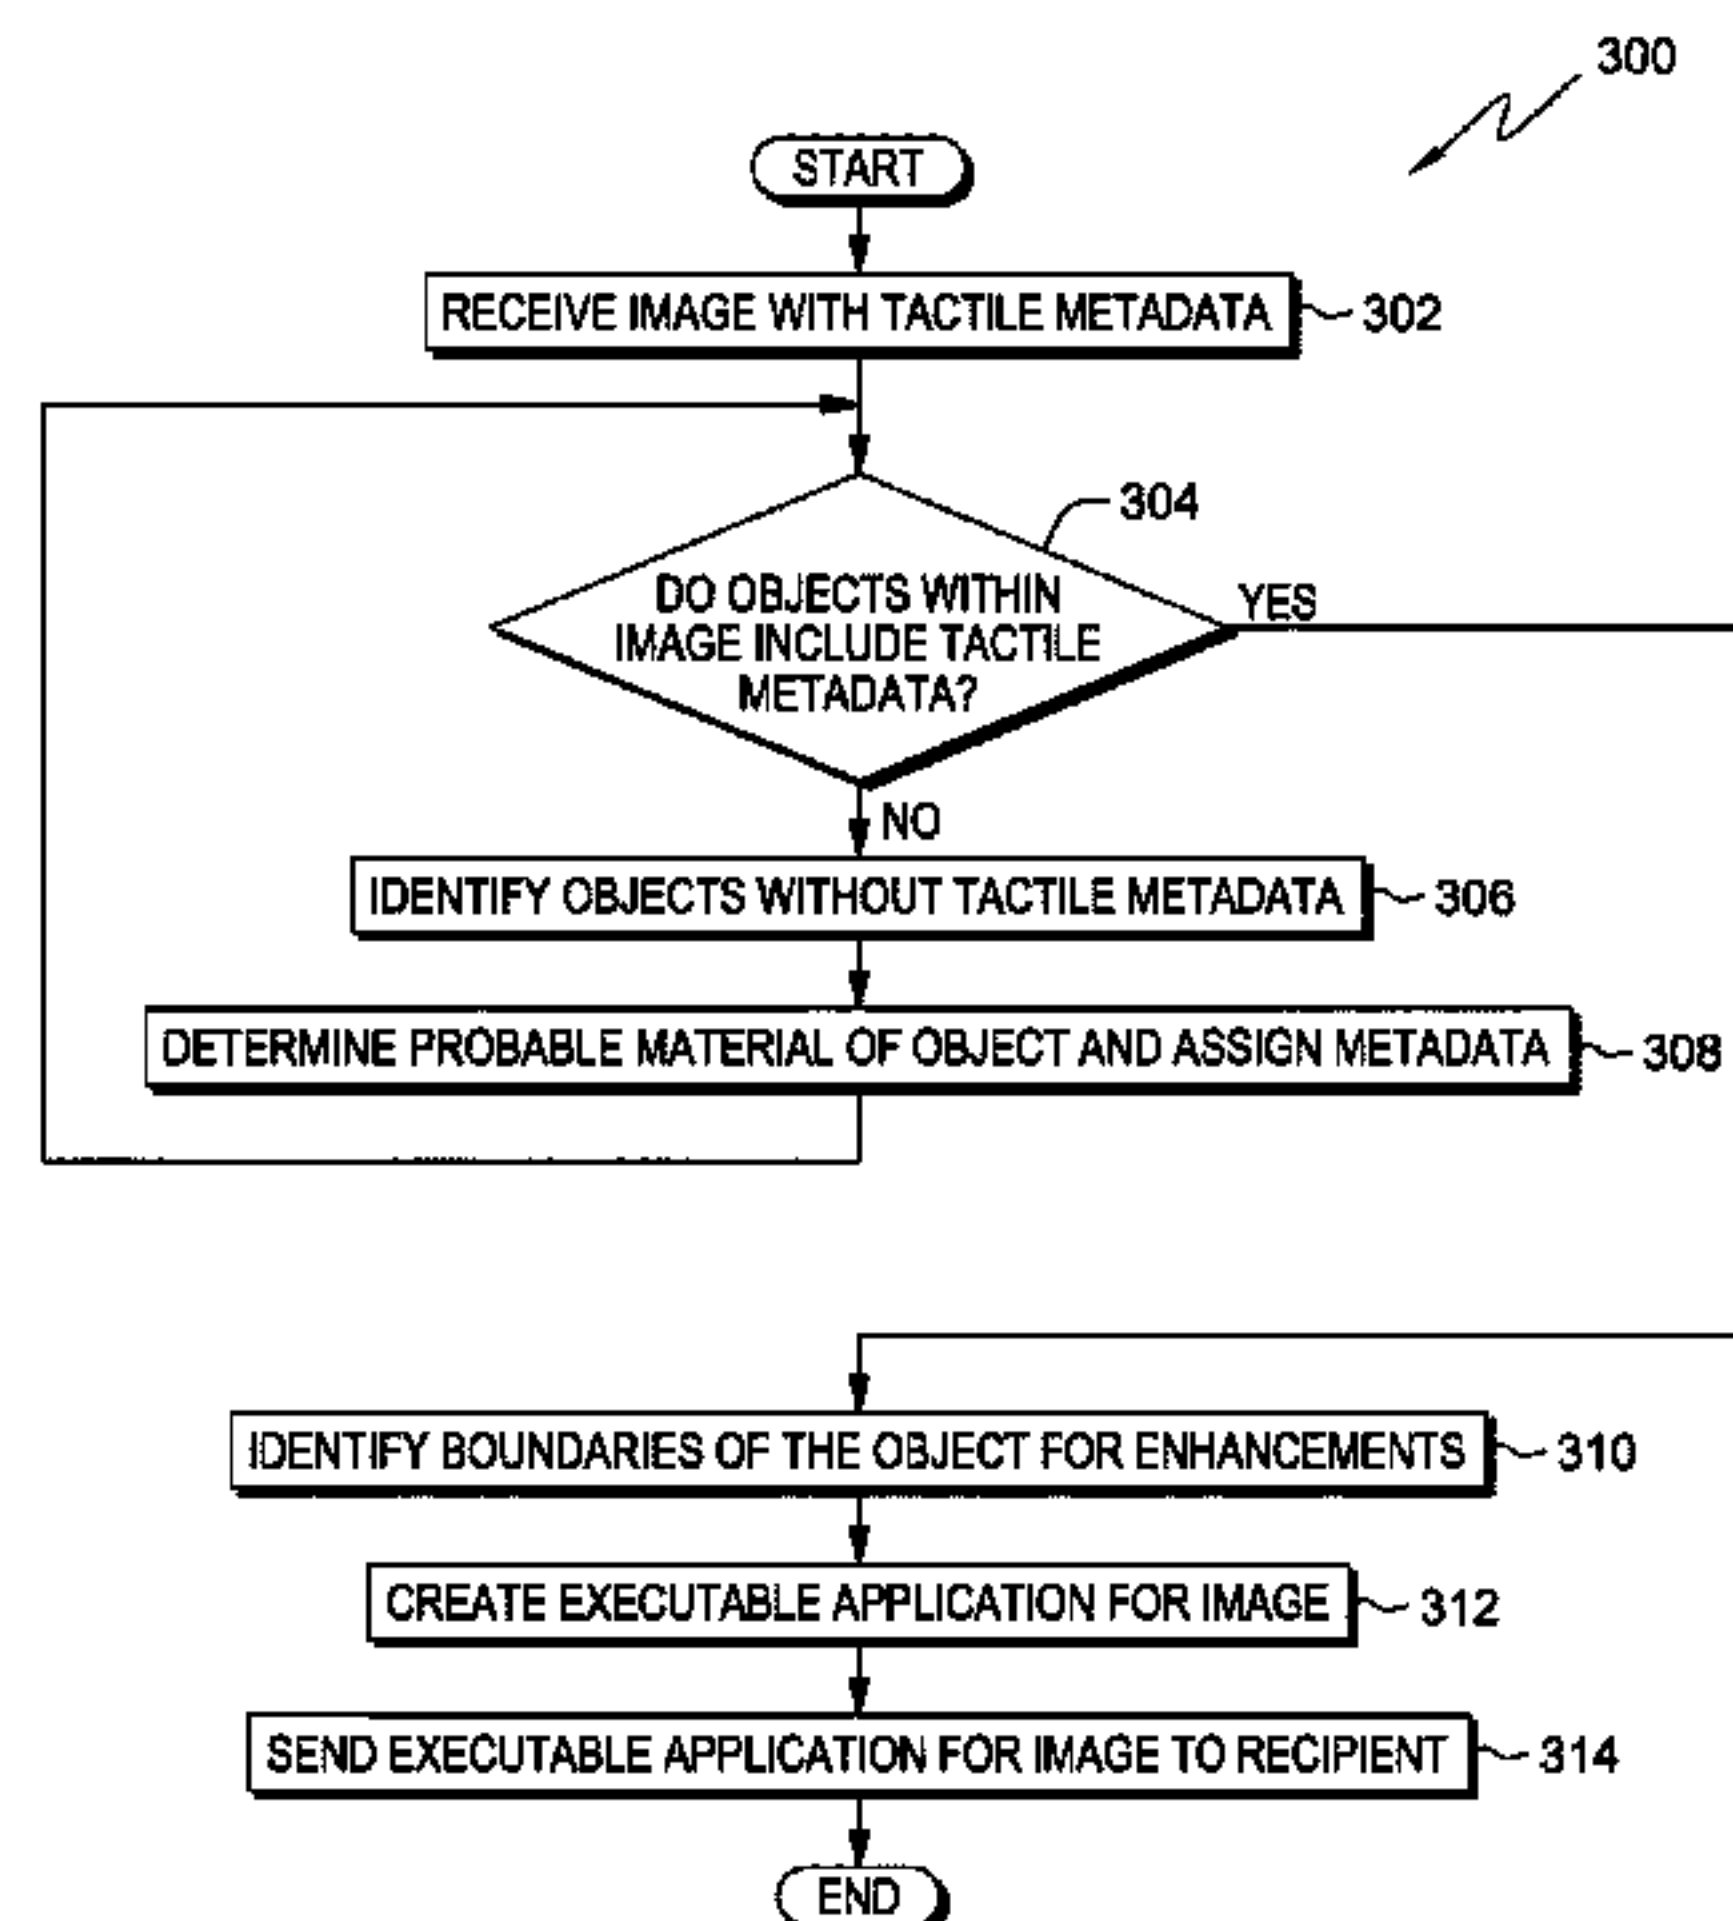 300
START
RECEIVE IMAGE WITH TACTILE METADATA
302
304
DO OBJECTS WITHIN
IMAGE INCLUDE TACTILE
METADATA?
YES
NO
IDENTIFY OBJECTS WITHOUT TACTILE METADATA
306
DETERMINE PROBABLE MATERIAL OF OBJECT AND ASSIGN METADATA
308
IDENTIFY BOUNDARIES OF THE OBJECT FOR ENHANCEMENTS
310
CREATE EXECUTABLE APPLICATION FOR IMAGE
312
SEND EXECUTABLE APPLICATION FOR IMAGE TO RECIPIENT
314
END